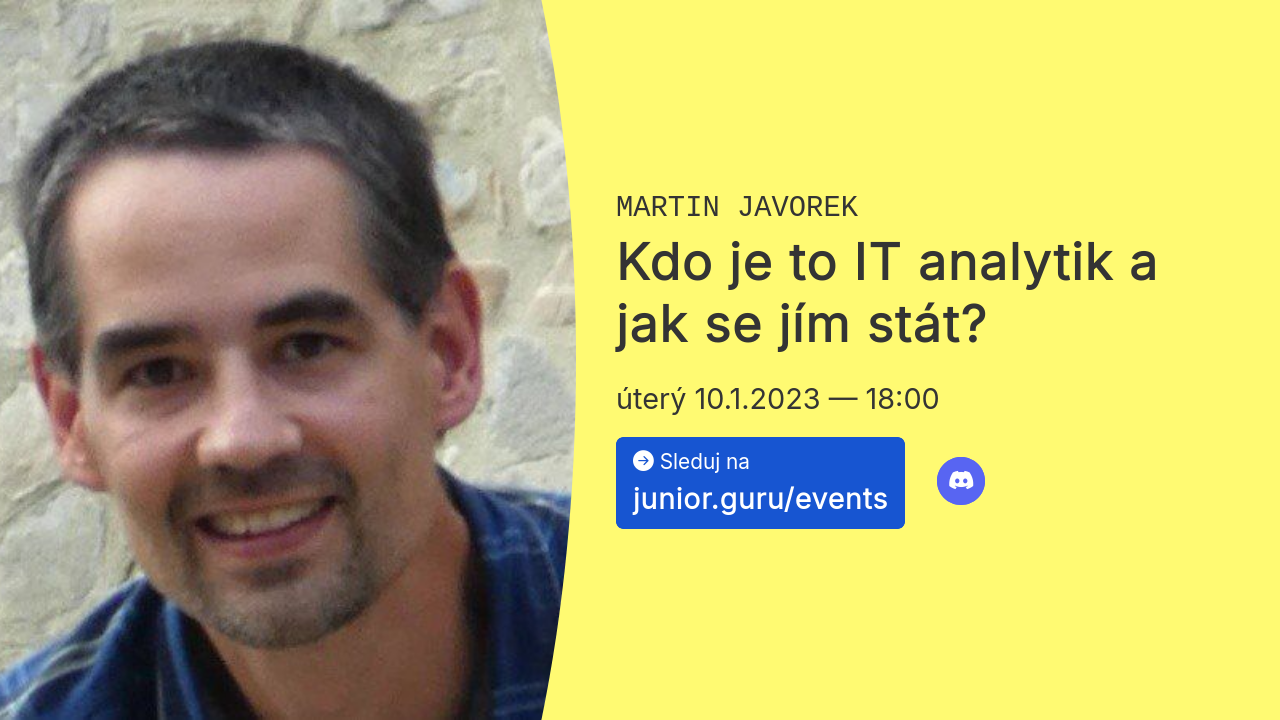 MARTIN JAVOREK
Kdo je to IT analytik a
jak se jím stát?
úterý 10.1.2023 — 18:00
Sleduj na
junior.guru/events